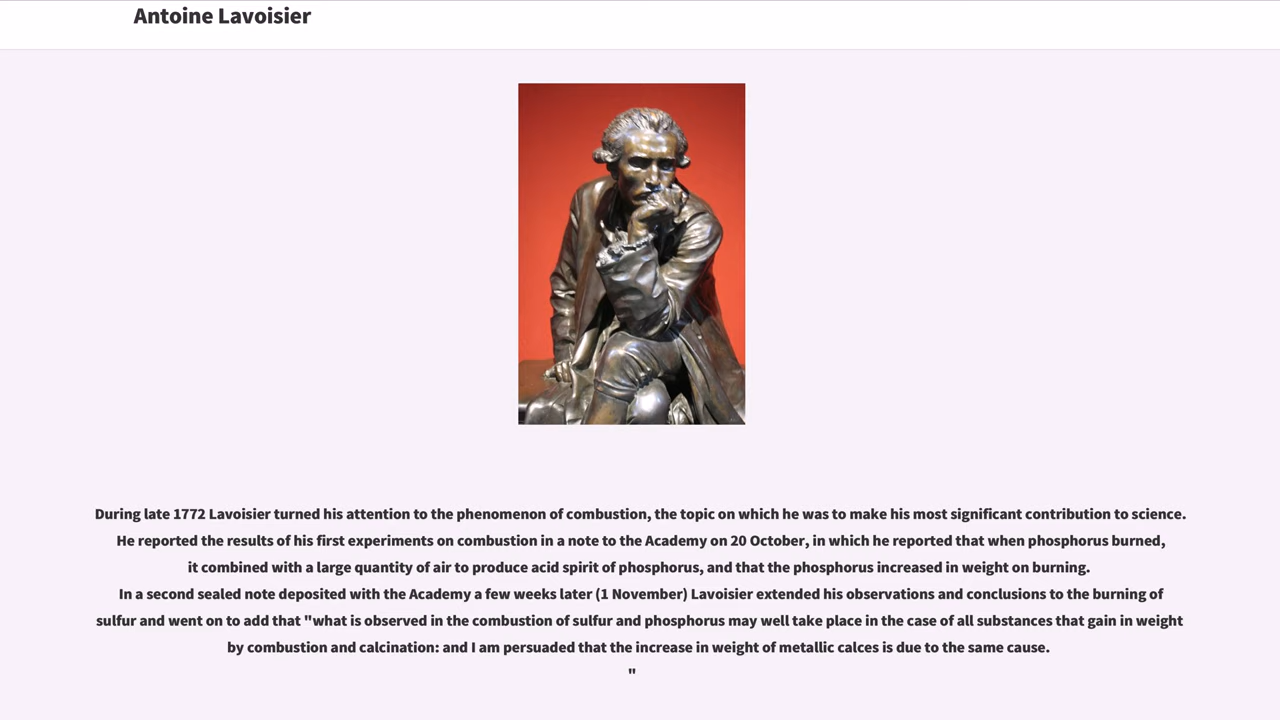 Antoine Lavoisier
During late 1772 Lavoisier turned his attention to the phenomenon of combustion, the topic on which he was to make his most significant contribution to science.
He reported the results of his first experiments on combustion in a note to the Academy on 20 October, in which he reported that when phosphorus burned,
it combined with a large quantity of air to produce acid spirit of phosphorus, and that the phosphorus increased in weight on burning.
In a second sealed note deposited with the Academy a few weeks later (1 November) Lavoisier extended his observations and conclusions to the burning of
sulfur and went on to add that "what is observed in the combustion of sulfur and phosphorus may well take place in the case of all substances that gain in weight
by combustion and calcination: and I am persuaded that the increase in weight of metallic calces is due to the same cause.
"